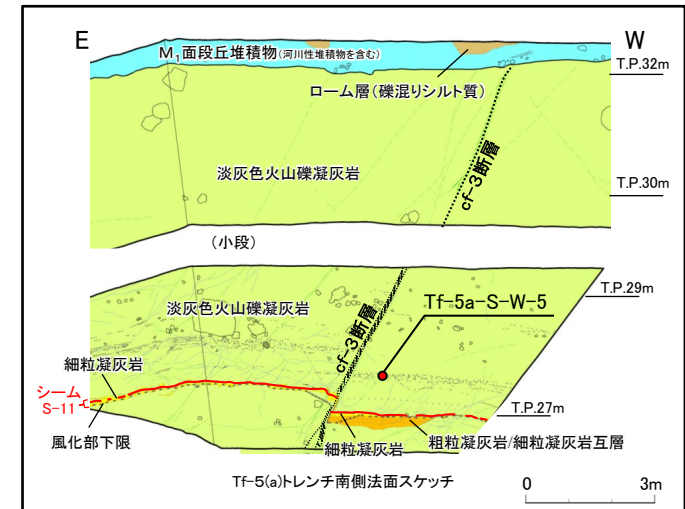 E
W
M₁面段丘堆積物(河川性堆積物を含む)
T.P.32m
ローム層(礫混りシルト質)
cf-3断層
淡灰色火山礫凝灰岩
T.P.30m
(小段)
T.P.29m
淡灰色火山礫凝灰岩
cf-3断層
Tf-5a-S-W-5
細粒凝灰岩
シーム
S-11
T.P.27m
風化部下限
細粒凝灰岩
粗粒凝灰岩/細粒凝灰岩互層
Tf-5(a)トレンチ南側法面スケッチ
0 3m